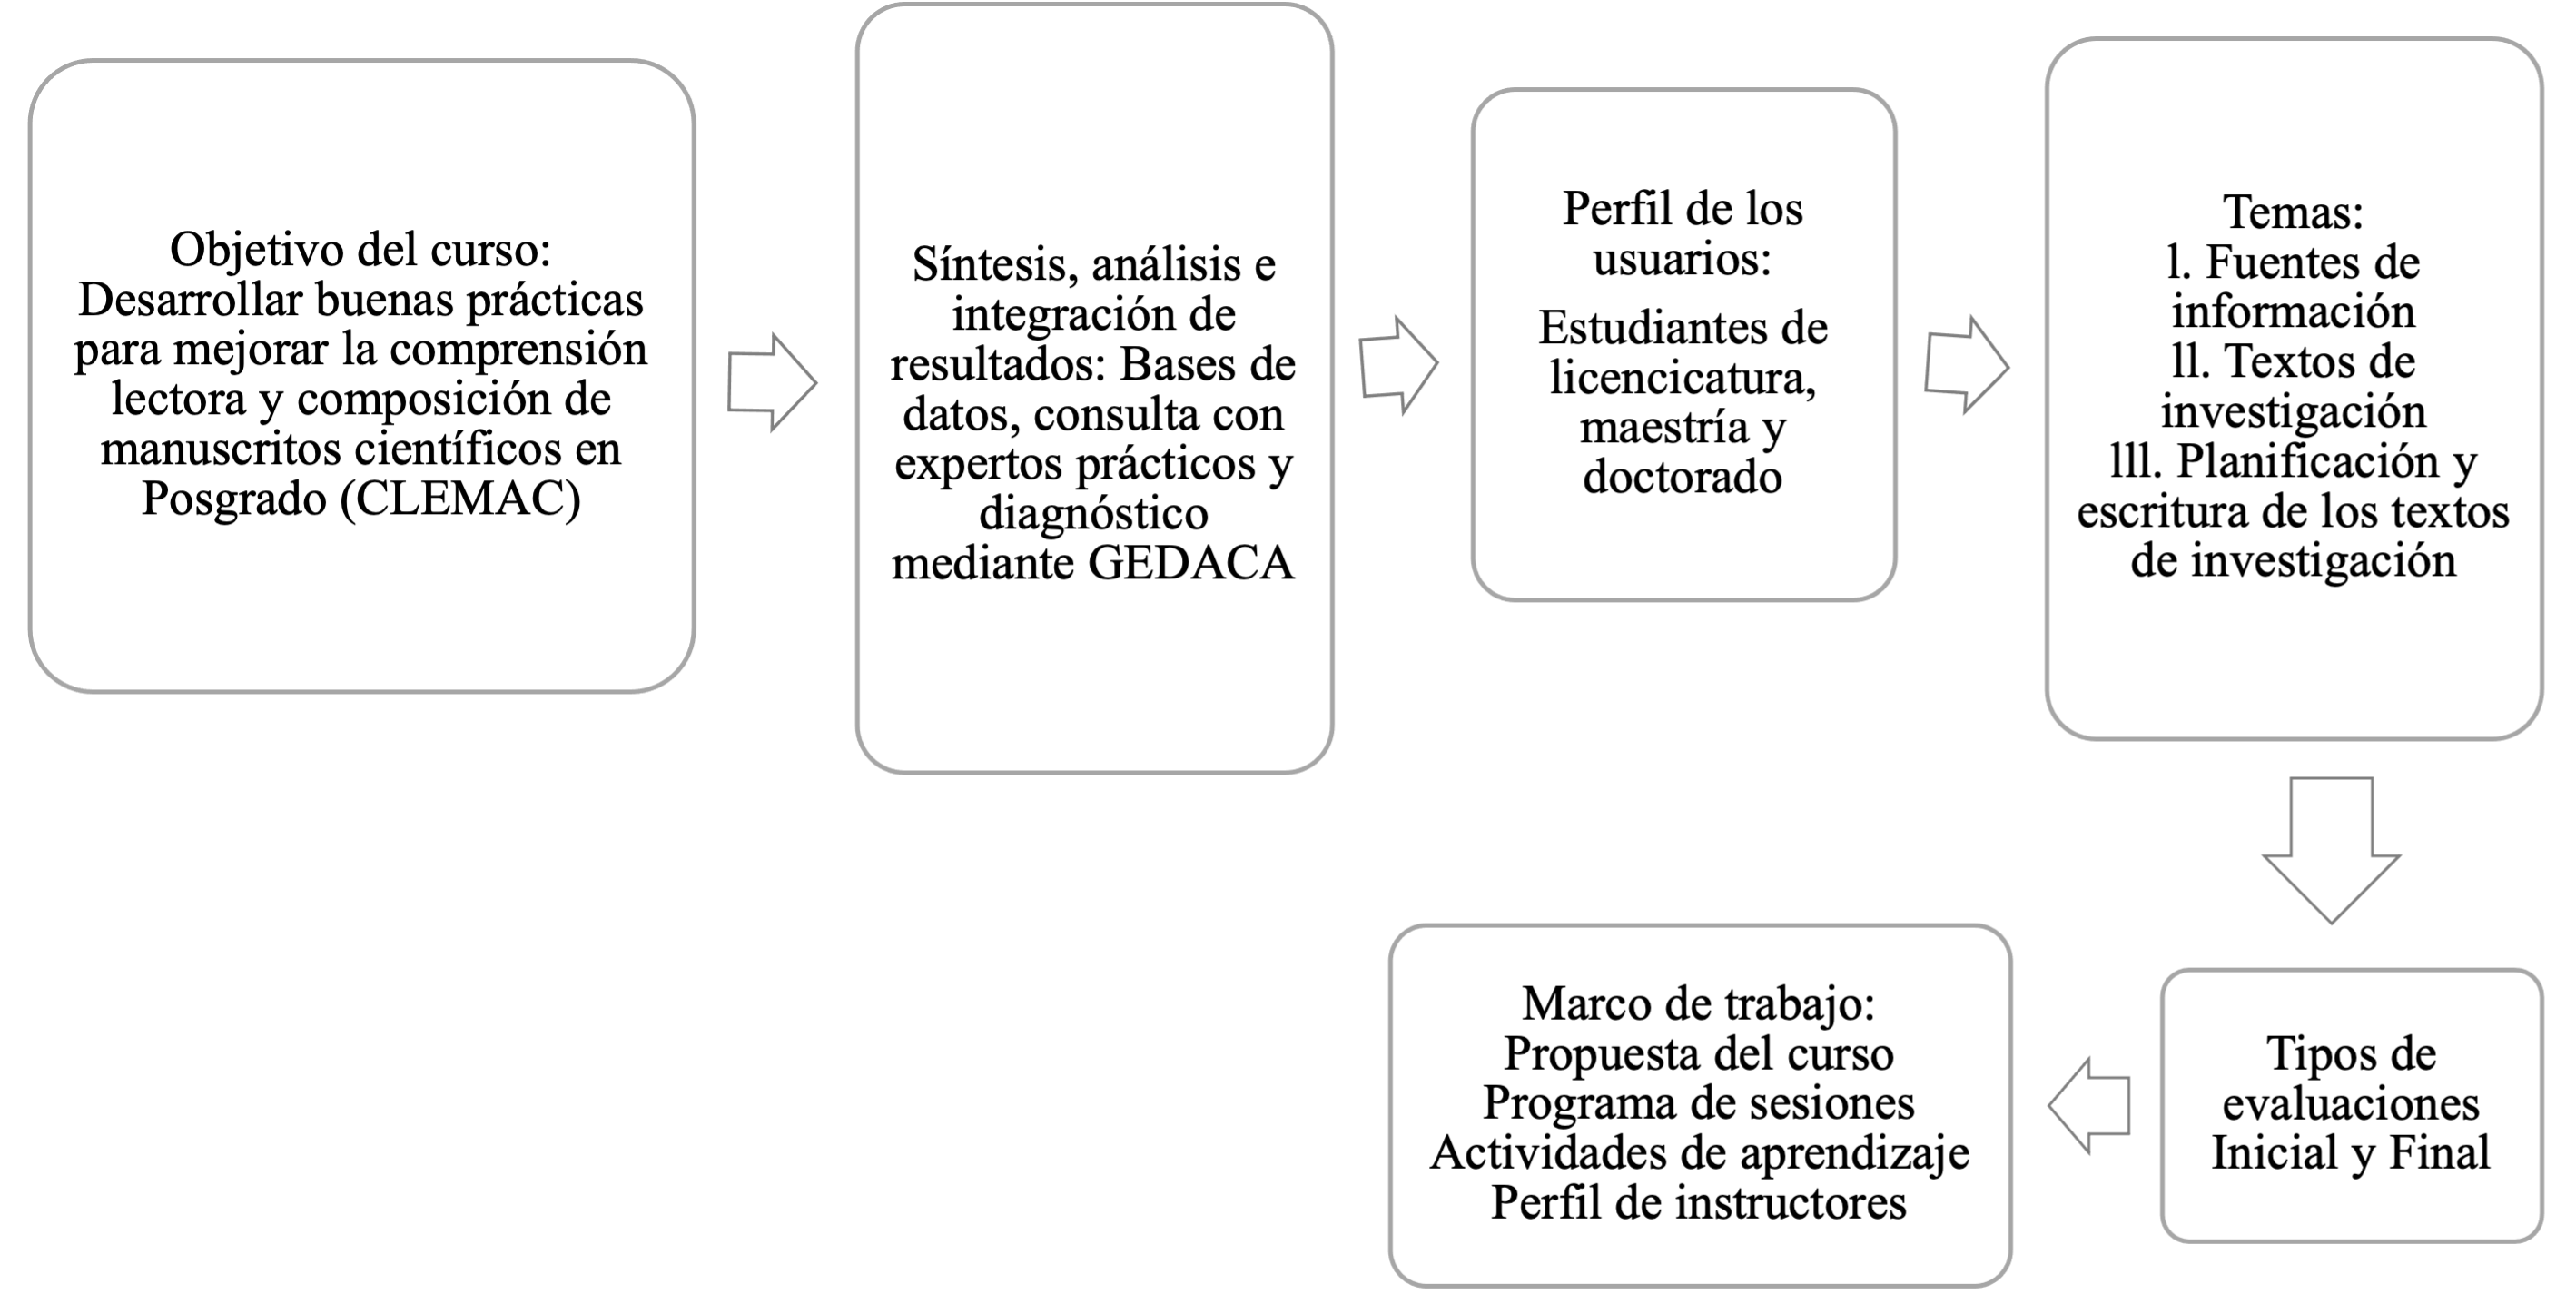 Objetivo del curso:
Desarrollar buenas prácticas
para mejorar la comprensión
lectora y composición de
manuscritos científicos en
Posgrado (CLEMAC)
Síntesis, análisis e
integración de
resultados: Bases de
datos, consulta con
expertos prácticos y
diagnóstico
mediante GEDACA
Perfil de los
usuarios:
Estudiantes de
licencicatura,
maestría y
doctorado
Temas:
l. Fuentes de
información
ll. Textos de
investigación
lll. Planificación y
escritura de los textos
de investigación
Tipos de
evaluaciones
Inicial y Final
Marco de trabajo:
Propuesta del curso
Programa de sesiones
Actividades de aprendizaje
Perfil de instructores